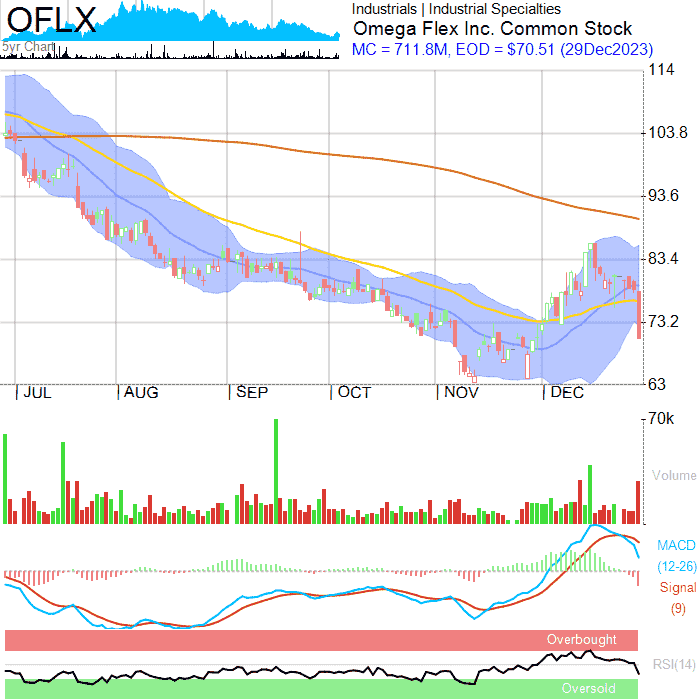 OFLX
5yr Chart
Industrials | Industrial Specialties
Omega Flex Inc. Common Stock
MC = 711.8M, EOD = $70.51 (29Dec2023)
114
103.8
93.6
83.4
73.2
63
JUL AUG SEP OCT NOV DEC
70k
Volume
MACD
(12-26)
Signal
(9)
Overbought
RSI(14)
Oversold